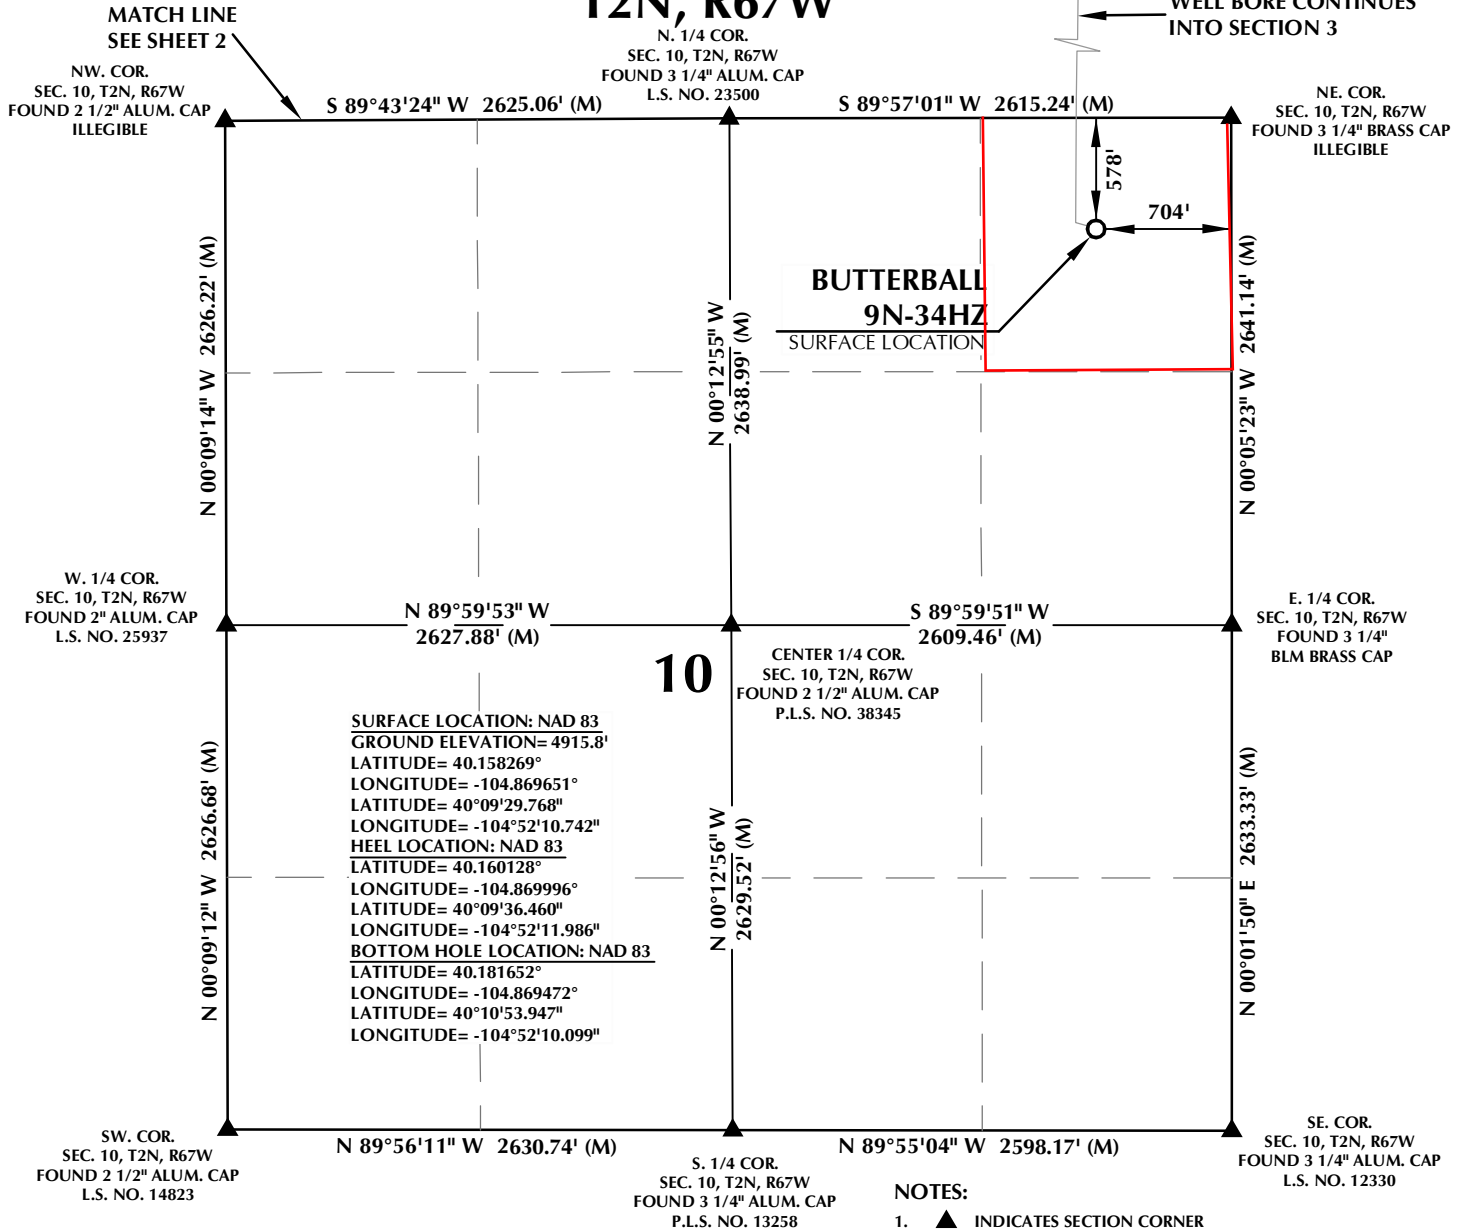 T2N, R67W
MATCH LINE
SEE SHEET 2
WELL BORE CONTINUES
INTO SECTION 3
NW. COR.
SEC. 10, T2N, R67W
FOUND 2 1/2" ALUM. CAP
ILLEGIBLE
N. 1/4 COR.
SEC. 10, T2N, R67W
FOUND 3 1/4" ALUM. CAP
L.S. NO. 23500
NE. COR.
SEC. 10, T2N, R67W
FOUND 3 1/4" BRASS CAP
ILLEGIBLE
S 89°43'24" W 2625.06' (M)
S 89°57'01" W 2615.24' (M)
578'
704'
BUTTERBALL
9N-34HZ
SURFACE LOCATION
N 00°09'14" W 2626.22' (M)
N 00°12'55" W
2638.99' (M)
N 00°05'23" W 2641.14' (M)
W. 1/4 COR.
SEC. 10, T2N, R67W
FOUND 2" ALUM. CAP
L.S. NO. 25937
N 89°59'53" W
2627.88' (M)
S 89°59'51" W
2609.46' (M)
E. 1/4 COR.
SEC. 10, T2N, R67W
FOUND 3 1/4"
BLM BRASS CAP
10
CENTER 1/4 COR.
SEC. 10, T2N, R67W
FOUND 2 1/2" ALUM. CAP
P.L.S. NO. 38345
SURFACE LOCATION: NAD 83
GROUND ELEVATION= 4915.8'
LATITUDE= 40.158269°
LONGITUDE= -104.869651°
LATITUDE= 40°09'29.768"
LONGITUDE= -104°52'10.742"
HEEL LOCATION: NAD 83
LATITUDE= 40.160128°
LONGITUDE= -104.869996°
LATITUDE= 40°09'36.460"
LONGITUDE= -104°52'11.986"
BOTTOM HOLE LOCATION: NAD 83
LATITUDE= 40.181652°
LONGITUDE= -104.869472°
LATITUDE= 40°10'53.947"
LONGITUDE= -104°52'10.099"
N 00°09'12" W 2626.68' (M)
N 00°12'56" W
2629.52' (M)
N 00°01'50" E 2633.33' (M)
SW. COR.
SEC. 10, T2N, R67W
FOUND 2 1/2" ALUM. CAP
L.S. NO. 14823
N 89°56'11" W 2630.74' (M)
N 89°55'04" W 2598.17' (M)
S. 1/4 COR.
SEC. 10, T2N, R67W
FOUND 3 1/4" ALUM. CAP
P.L.S. NO. 13258
SE. COR.
SEC. 10, T2N, R67W
FOUND 3 1/4" ALUM. CAP
L.S. NO. 12330
NOTES:
1. ▲ INDICATES SECTION CORNER